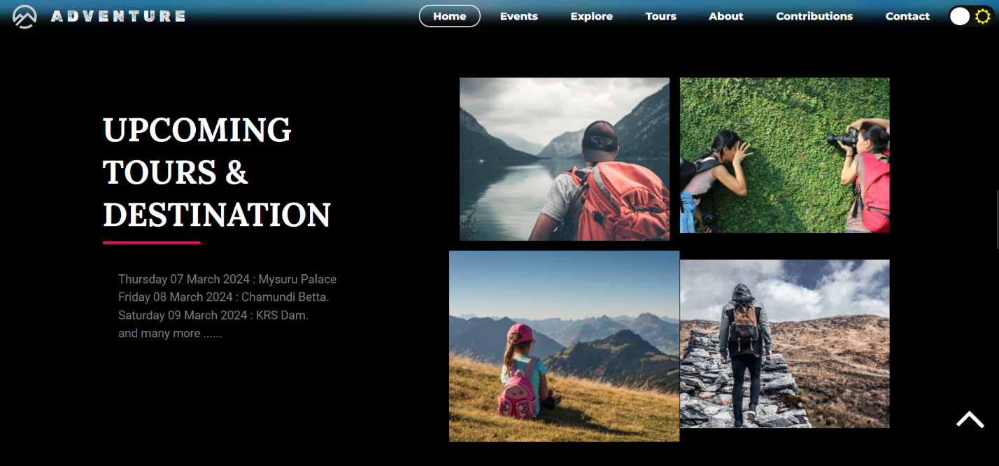 ADVENTURE
Home Events Explore Tours About Contributions Contact
UPCOMING
TOURS &
DESTINATION
Thursday 07 March 2024 : Mysuru Palace
Friday 08 March 2024 : Chamundi Betta.
Saturday 09 March 2024 : KRS Dam.
and many more ......